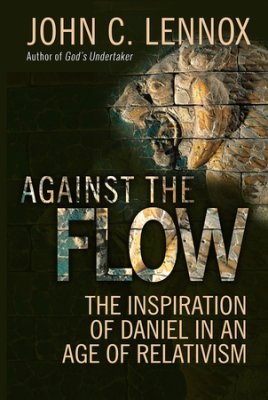 JOHN C. LENNOX
Author of God's Undertaker
AGAINST THE
FLOW
THE INSPIRATION
OF DANIEL IN AN
AGE OF RELATIVISM